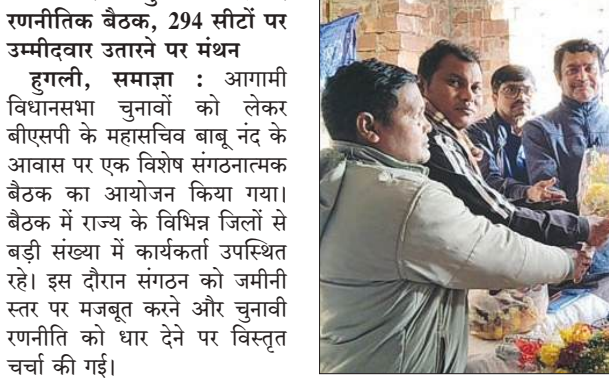 रणनीतिक बैठक, 294 सीटों पर
उम्मीदवार उतारने पर मंथन
हुगली, समाज्ञा : आगामी
विधानसभा चुनावों को लेकर
बीएसपी के महासचिव बाबू नंद के
आवास पर एक विशेष संगठनात्मक
बैठक का आयोजन किया गया।
बैठक में राज्य के विभिन्न जिलों से
बड़ी संख्या में कार्यकर्ता उपस्थित
रहे। इस दौरान संगठन को जमीनी
स्तर पर मजबूत करने और चुनावी
रणनीति को धार देने पर विस्तृत
चर्चा की गई।